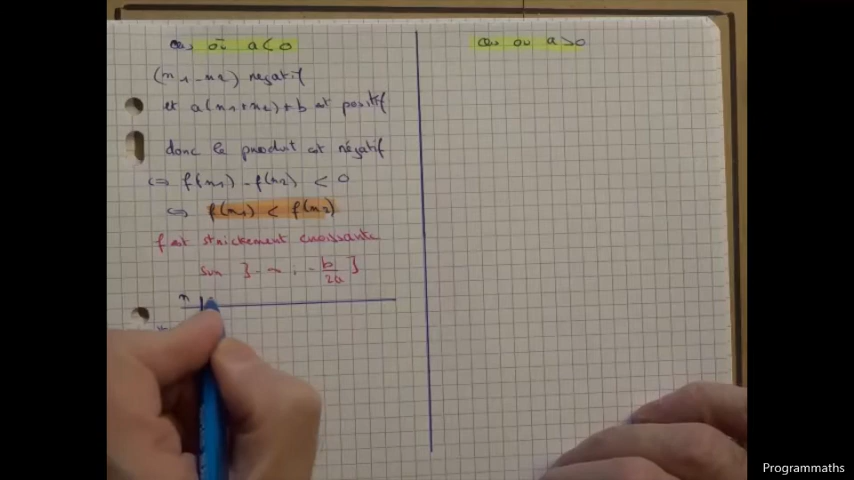 cas où a < 0
(x₁ - x₂) negatif
et a(x₁+x₂)+b est positif
donc le produit est négatif
⇔ f(x₁) - f(x₂) < 0
⇔ f(x₁) < f(x₂)
f est strictement croissante
sur ]-∞, -b/2a]
x
cas où a > 0
Programmaths